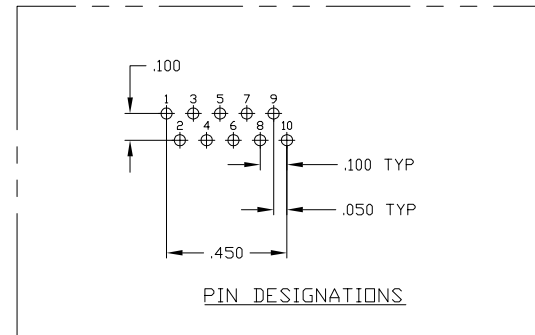 .100
1 3 5 7 9
2 4 6 8 10
.100 TYP
.050 TYP
.450
PIN DESIGNATIONS